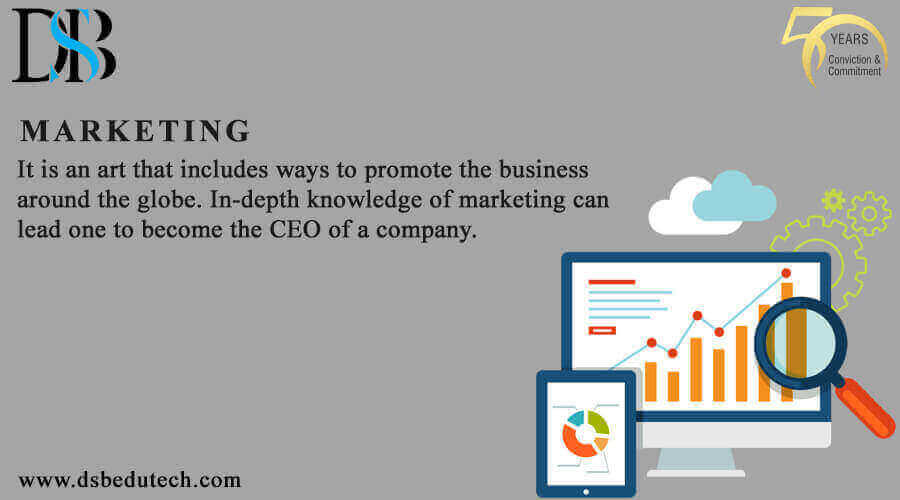 DSB
50
YEARS
Conviction &
Commitment
MARKETING
It is an art that includes ways to promote the business
around the globe. In-depth knowledge of marketing can
lead one to become the CEO of a company.
www.dsbedutech.com